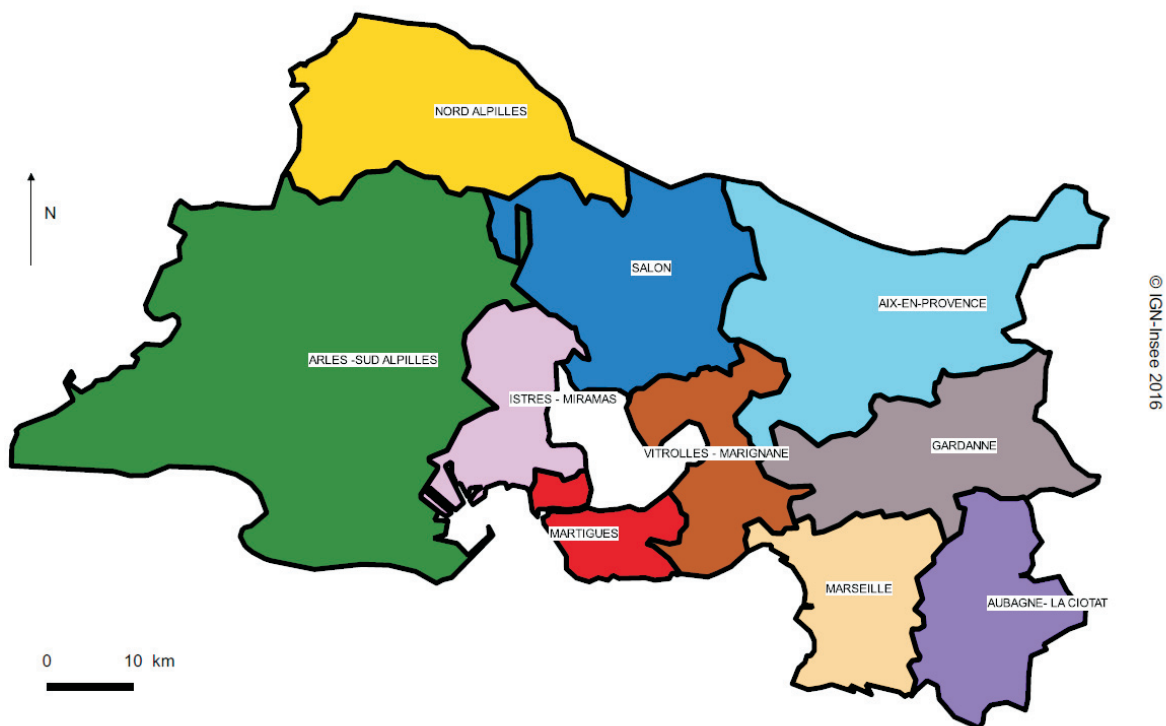 NORD ALPILLES
N
SALON
AIX-EN-PROVENCE
ARLES -SUD ALPILLES
ISTRES - MIRAMAS
VITROLLES - MARIGNANE
GARDANNE
MARTIGUES
MARSEILLE
AUBAGNE- LA CIOTAT
0 10 km
© IGN-Insee 2016